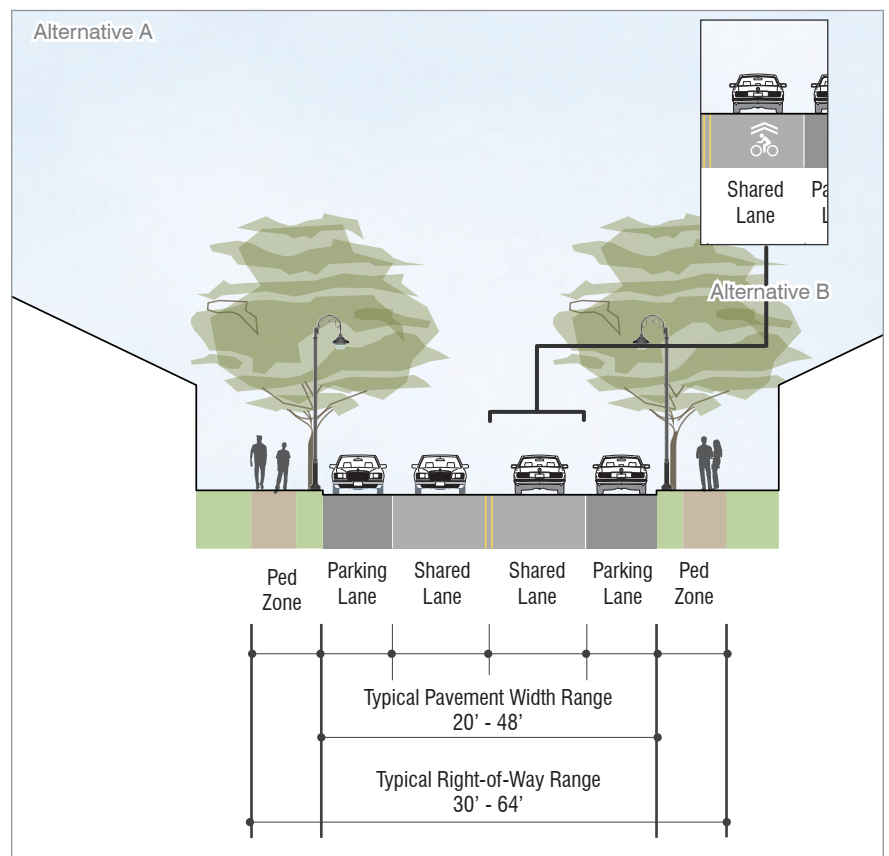 Alternative A
Shared
Lane
Pa
L
Alternative B
Ped
Zone
Parking
Lane
Shared
Lane
Shared
Lane
Parking
Lane
Ped
Zone
Typical Pavement Width Range
20’ - 48’
Typical Right-of-Way Range
30’ - 64’